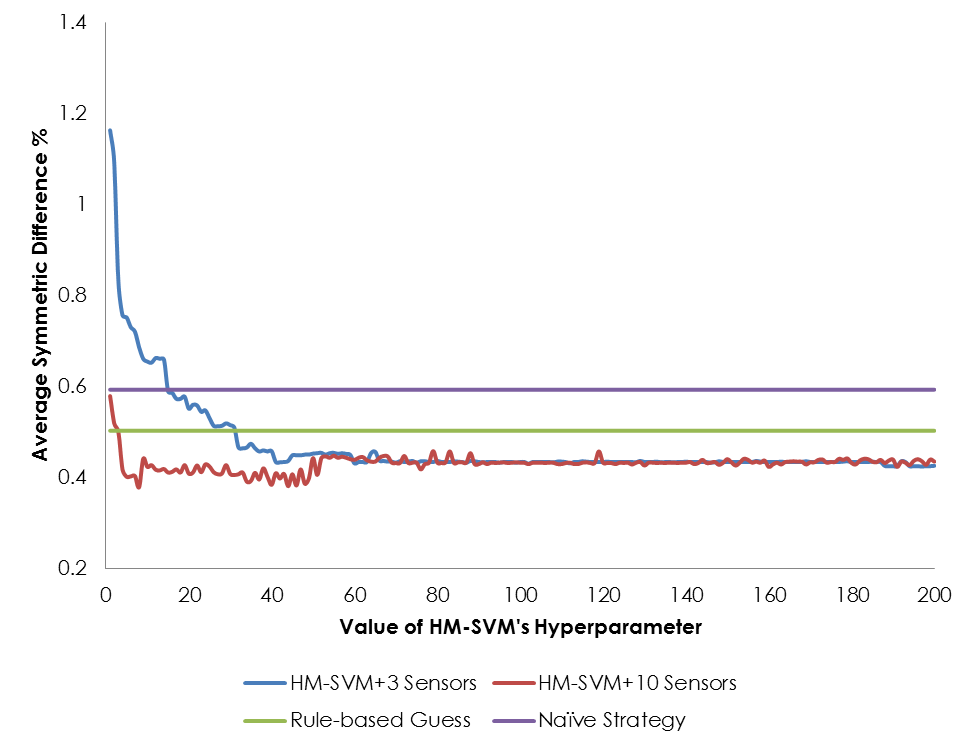 1.4
1.2
1
0.8
0.6
0.4
0.2
Average Symmetric Difference %
0 20 40 60 80 100 120 140 160 180 200
Value of HM-SVM's Hyperparameter
HM-SVM+3 Sensors HM-SVM+10 Sensors
Rule-based Guess Naïve Strategy